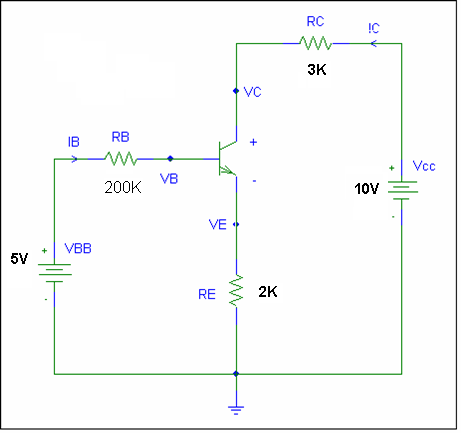 RC
IC
3K
VC
IB
RB
+
+
Vcc
VB
200K
-
10V
VE
-
+
VBB
5V
RE
2K
-